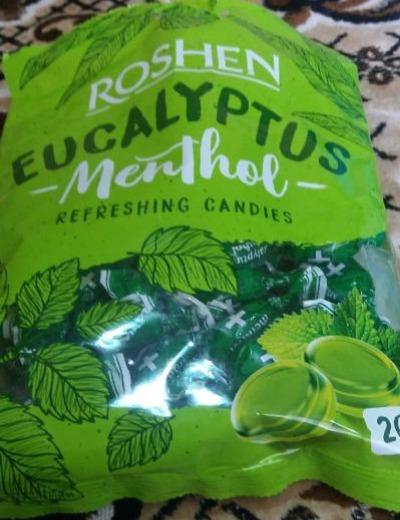 ROSHEN
EUCALYPTUS
Menthol
REFRESHING CANDIES